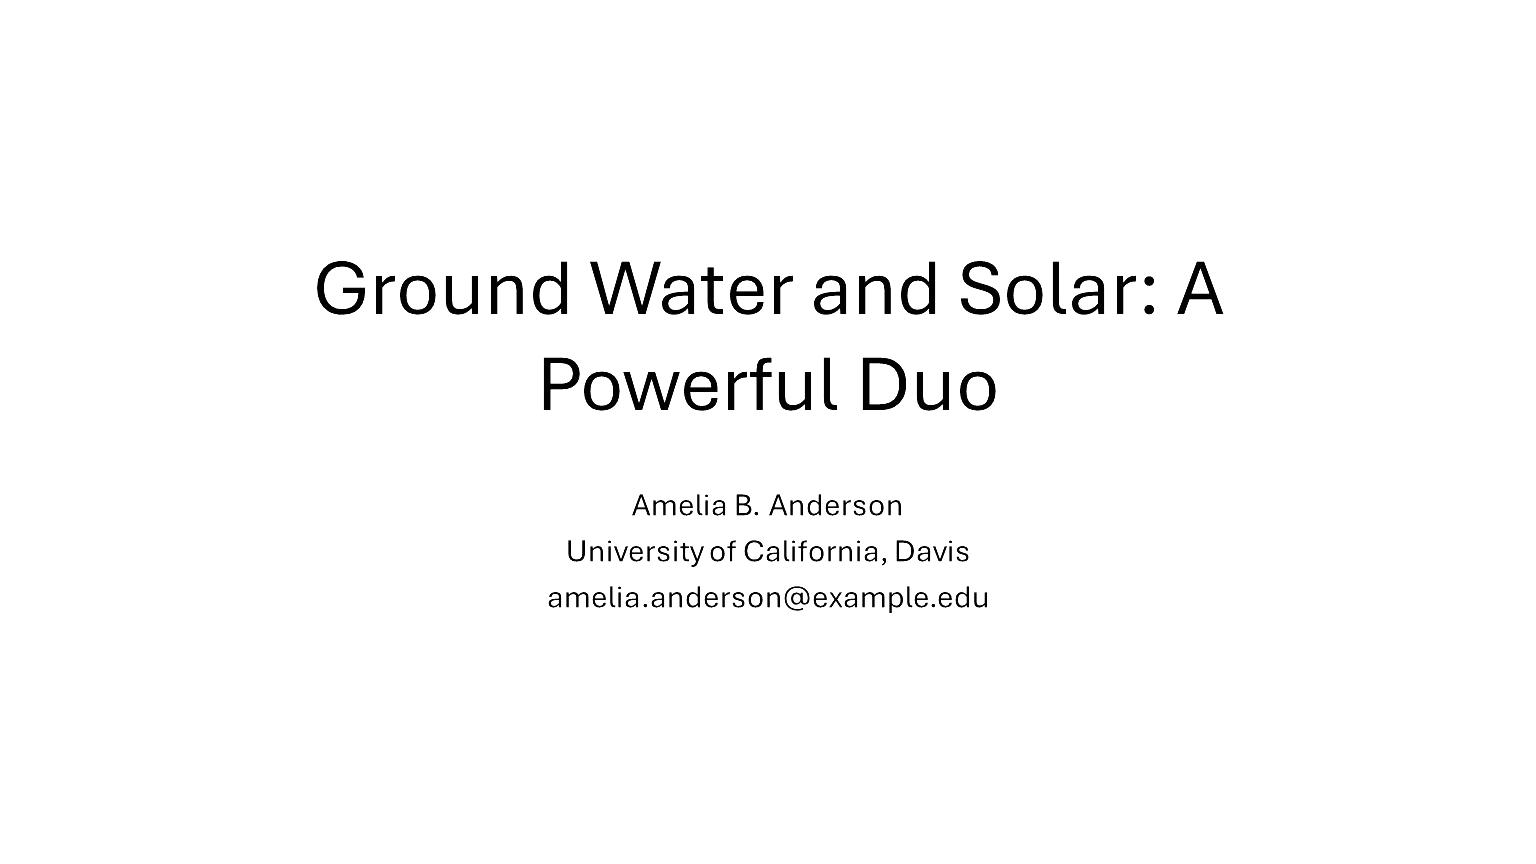 Ground Water and Solar: A
Powerful Duo
Amelia B. Anderson
University of California, Davis
amelia.anderson@example.edu